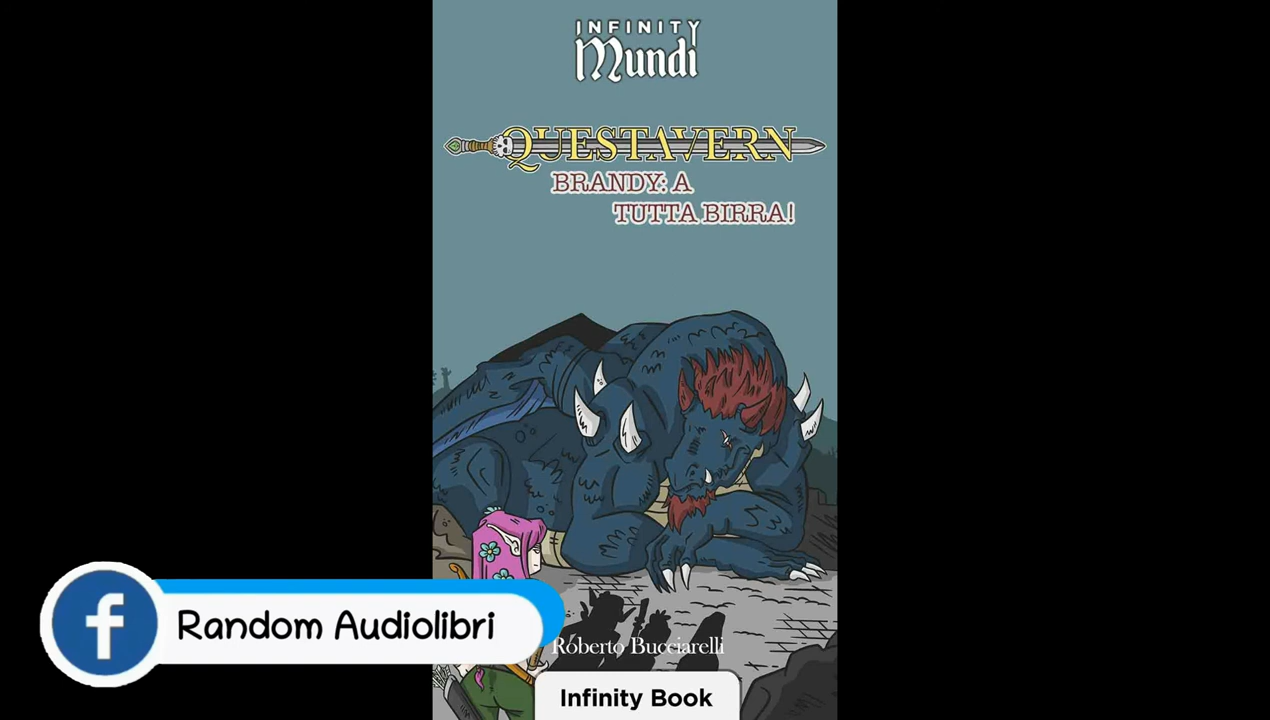 INFINITY
Mundi
QUESTAVERN
BRANDY: A
TUTTA BIRRA!
f
Random Audiolibri
Roberto Bucciarelli
Infinity Book